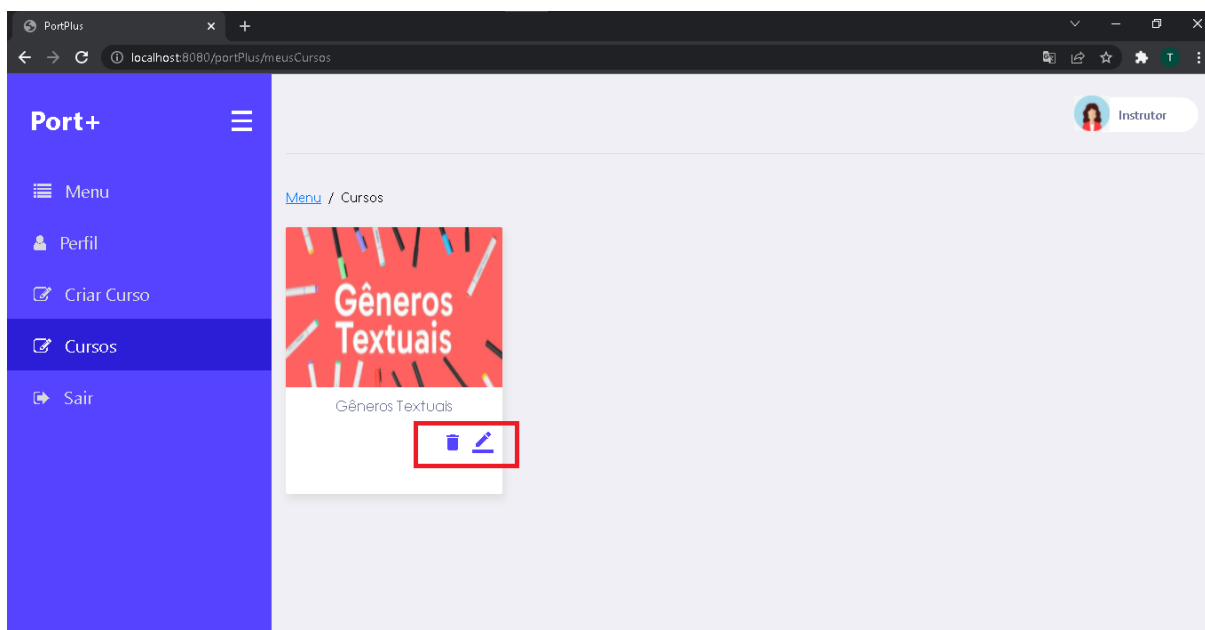 PortPlus
localhost:8080/portPlus/meusCursos
T
Port+
Instrutor
Menu
Perfil
Criar Curso
Cursos
Sair
Menu / Cursos
Gêneros
Textuais
Gêneros Textuais